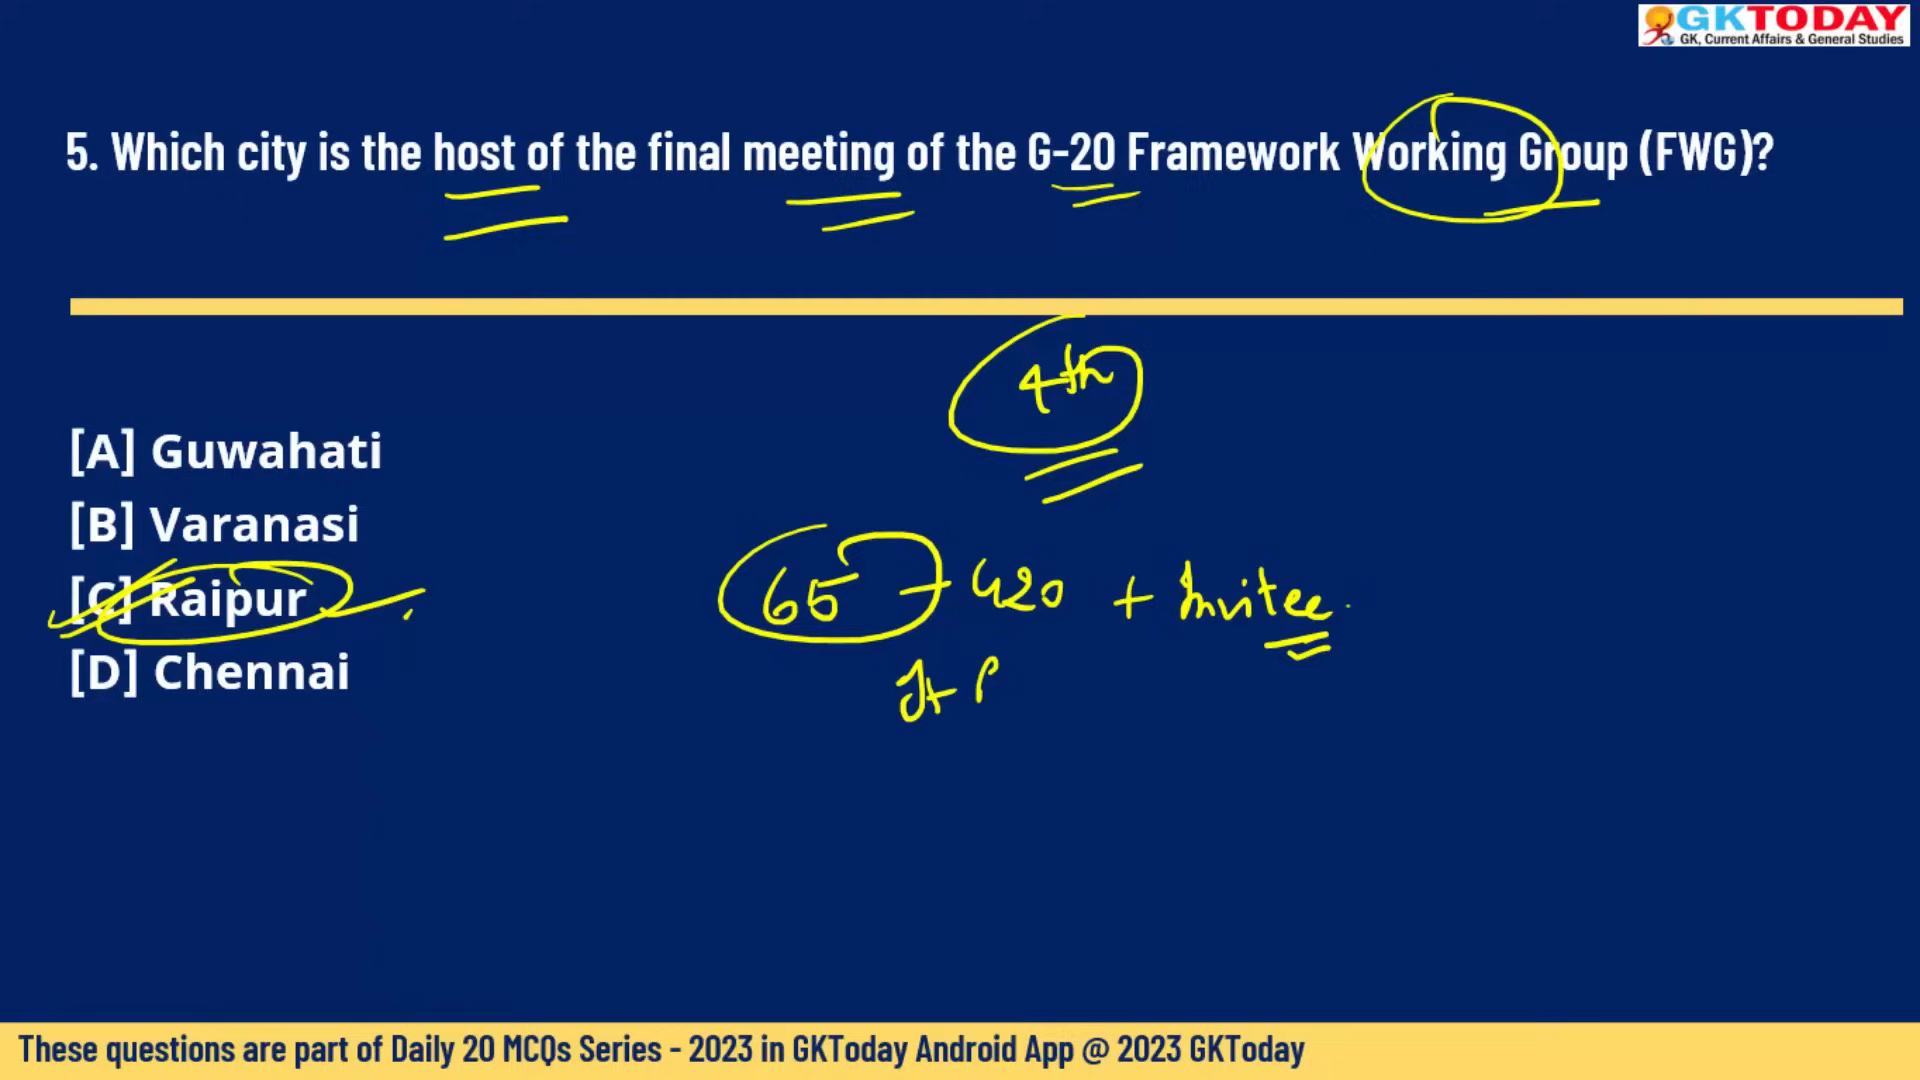 GKTODAY
GK, Current Affairs & General Studies
5. Which city is the host of the final meeting of the G-20 Framework Working Group (FWG)?
4th
[A] Guwahati
[B] Varanasi
[C] Raipur
[D] Chennai
65 - G20 + Invitee.
These questions are part of Daily 20 MCQs Series - 2023 in GKToday Android App @ 2023 GKToday